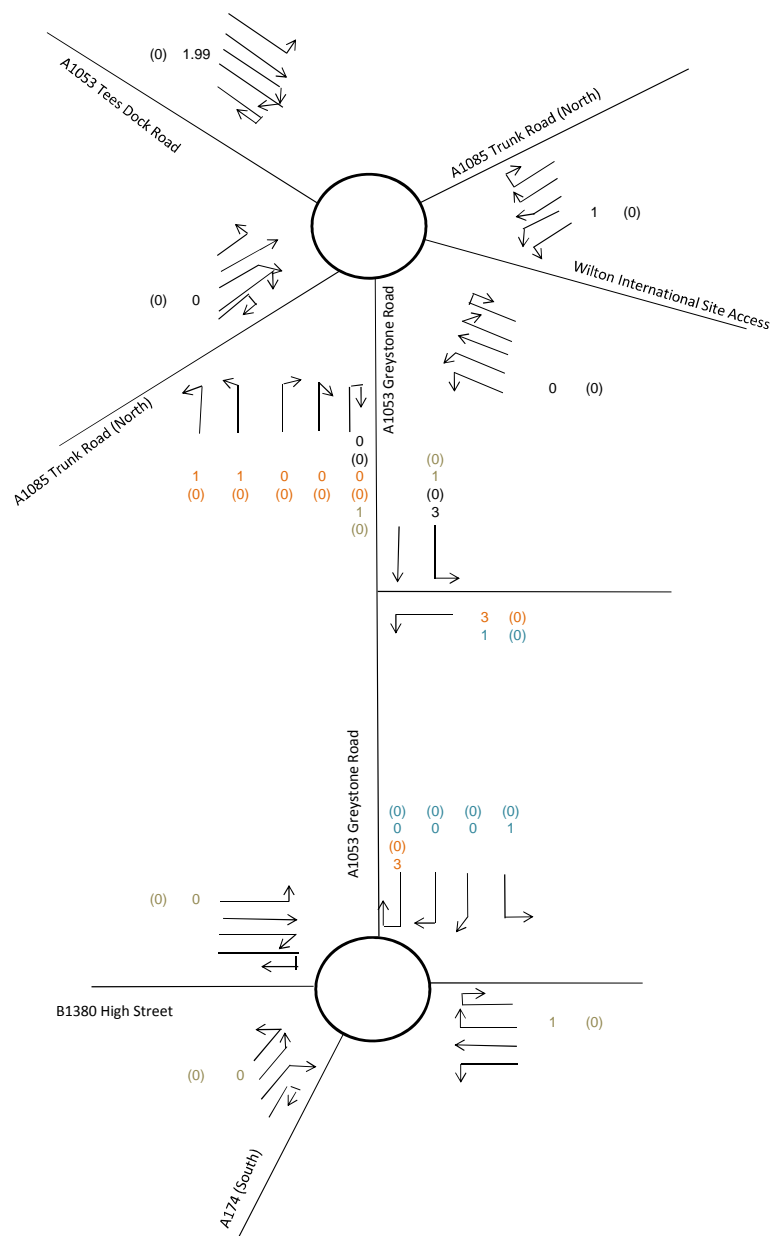 (0) 1.99
A1053 Tees Dock Road
A1085 Trunk Road (North)
1 (0)
Wilton International Site Access
(0) 0
A1053 Greystone Road
0 (0)
A1085 Trunk Road (North)
0
(0) (0)
1 1 0 0 0 1
(0) (0) (0) (0) (0) (0)
1 3
(0)
3 (0)
1 (0)
A1053 Greystone Road
(0) (0) (0) (0)
0 0 0 1
(0)
3
(0) 0
B1380 High Street
1 (0)
(0) 0
A174 (South)